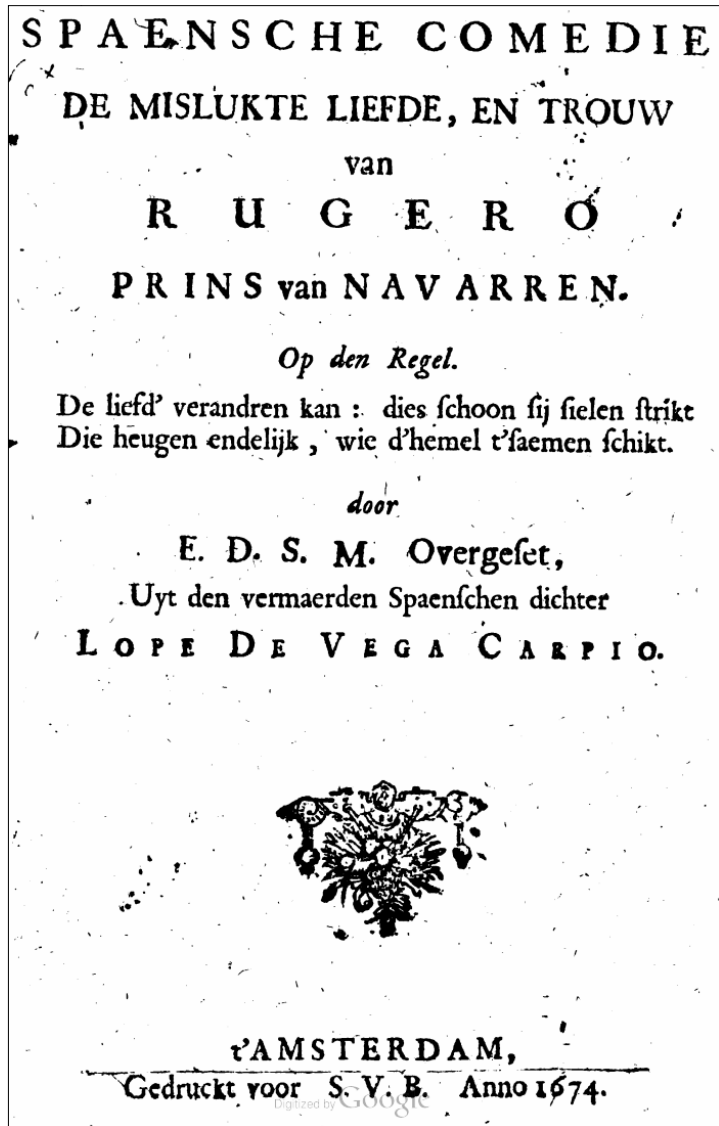 SPAENSCHE COMEDIE
DE MISLUKTE LIEFDE, EN TROUW
van
RUGERO
PRINS van NAVARREN.
Op den Regel.
De liefd' verandren kan : dies ſchoon ſij ſielen ſtrikt
Die heugen endelijk , wie d'hemel t'ſaemen ſchikt.
door
E. D. S. M. Overgeſet,
Uyt den vermaerden Spaenſchen dichter
LOPE DE VEGA CARPIO.
t'AMSTERDAM,
Gedruckt voor S. V. B. Anno 1674.
Digitized by Google